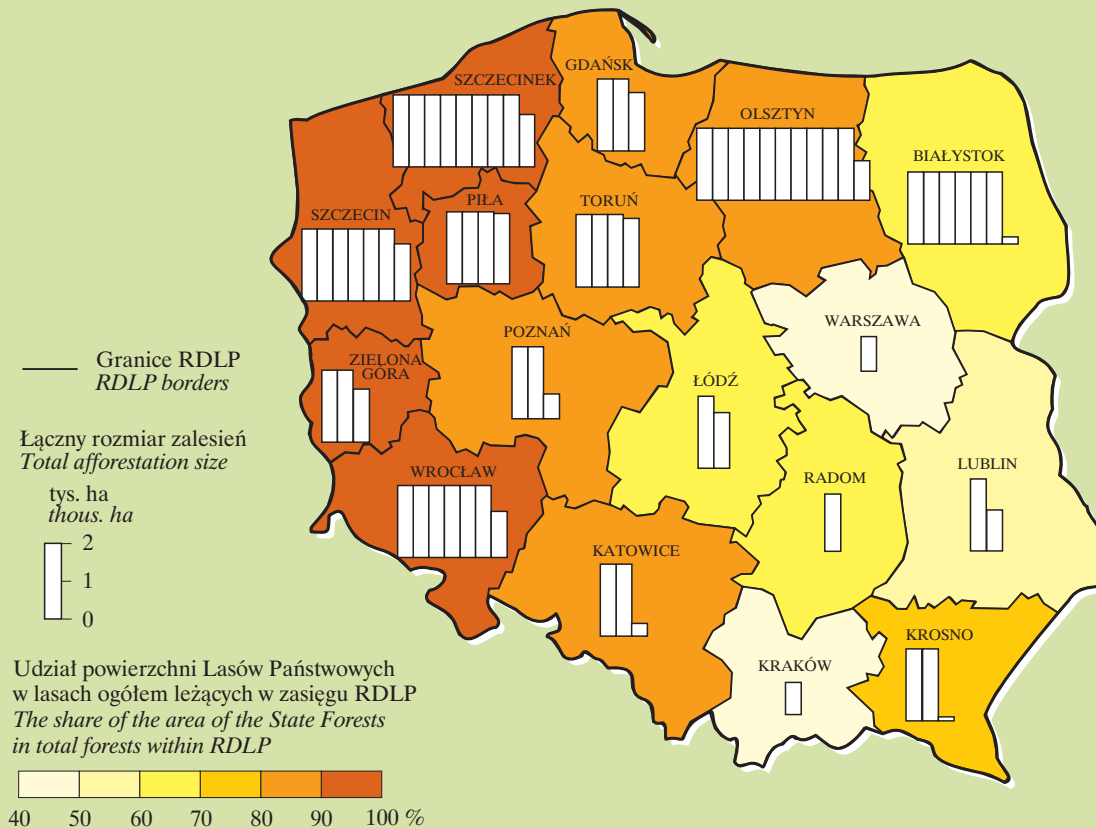 SZCZECINEK
GDAŃSK
OLSZTYN
BIAŁYSTOK
SZCZECIN
PIŁA
TORUŃ
WARSZAWA
POZNAŃ
ZIELONA
GÓRA
ŁÓDŹ
WROCŁAW
RADOM
LUBLIN
KATOWICE
KRAKÓW
KROSNO
Granice RDLP
RDLP borders
Łączny rozmiar zalesień
Total afforestation size
tys. ha
thous. ha
2
1
0
Udział powierzchni Lasów Państwowych
w lasach ogółem leżących w zasięgu RDLP
The share of the area of the State Forests
in total forests within RDLP
40 50 60 70 80 90 100 %